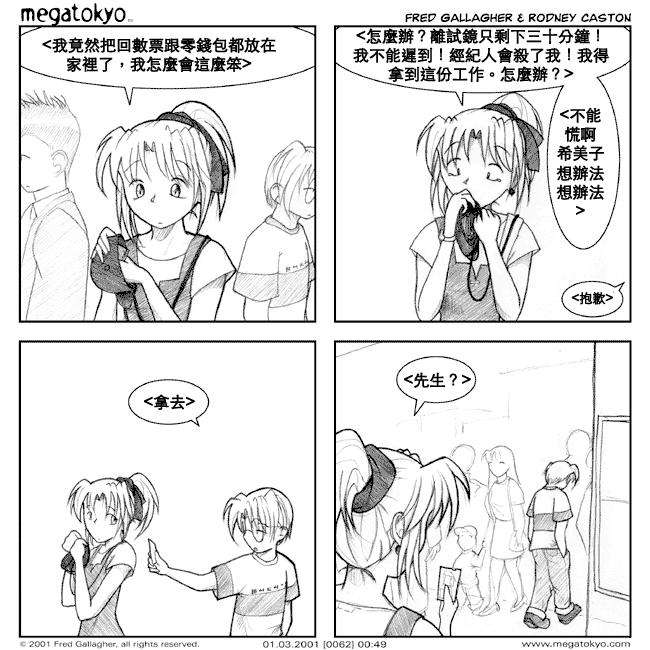 megatokyo™
FRED GALLAGHER & RODNEY CASTON
<我竟然把回數票跟零錢包都放在
家裡了，我怎麼會這麼笨>
<怎麼辦？離試鏡只剩下三十分鐘！
我不能遲到！經紀人會殺了我！我得
拿到這份工作。怎麼辦？>
<不能
慌啊
希美子
想辦法
想辦法
>
<抱歉>
<拿去>
<先生？>
© 2001 Fred Gallagher, all rights reserved.
01.03.2001 [0062] 00:49
www.megatokyo.com